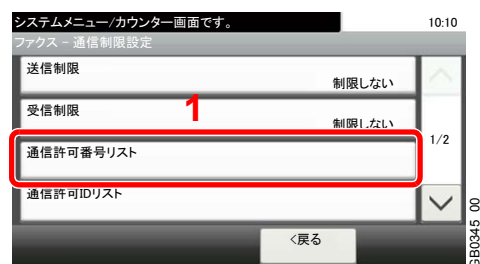 システムメニュー/カウンター画面です。
10:10
ファクス - 通信制限設定
送信制限
制限しない
受信制限
1
制限しない
1/2
通信許可番号リスト
通信許可IDリスト
<戻る
GB0345_00